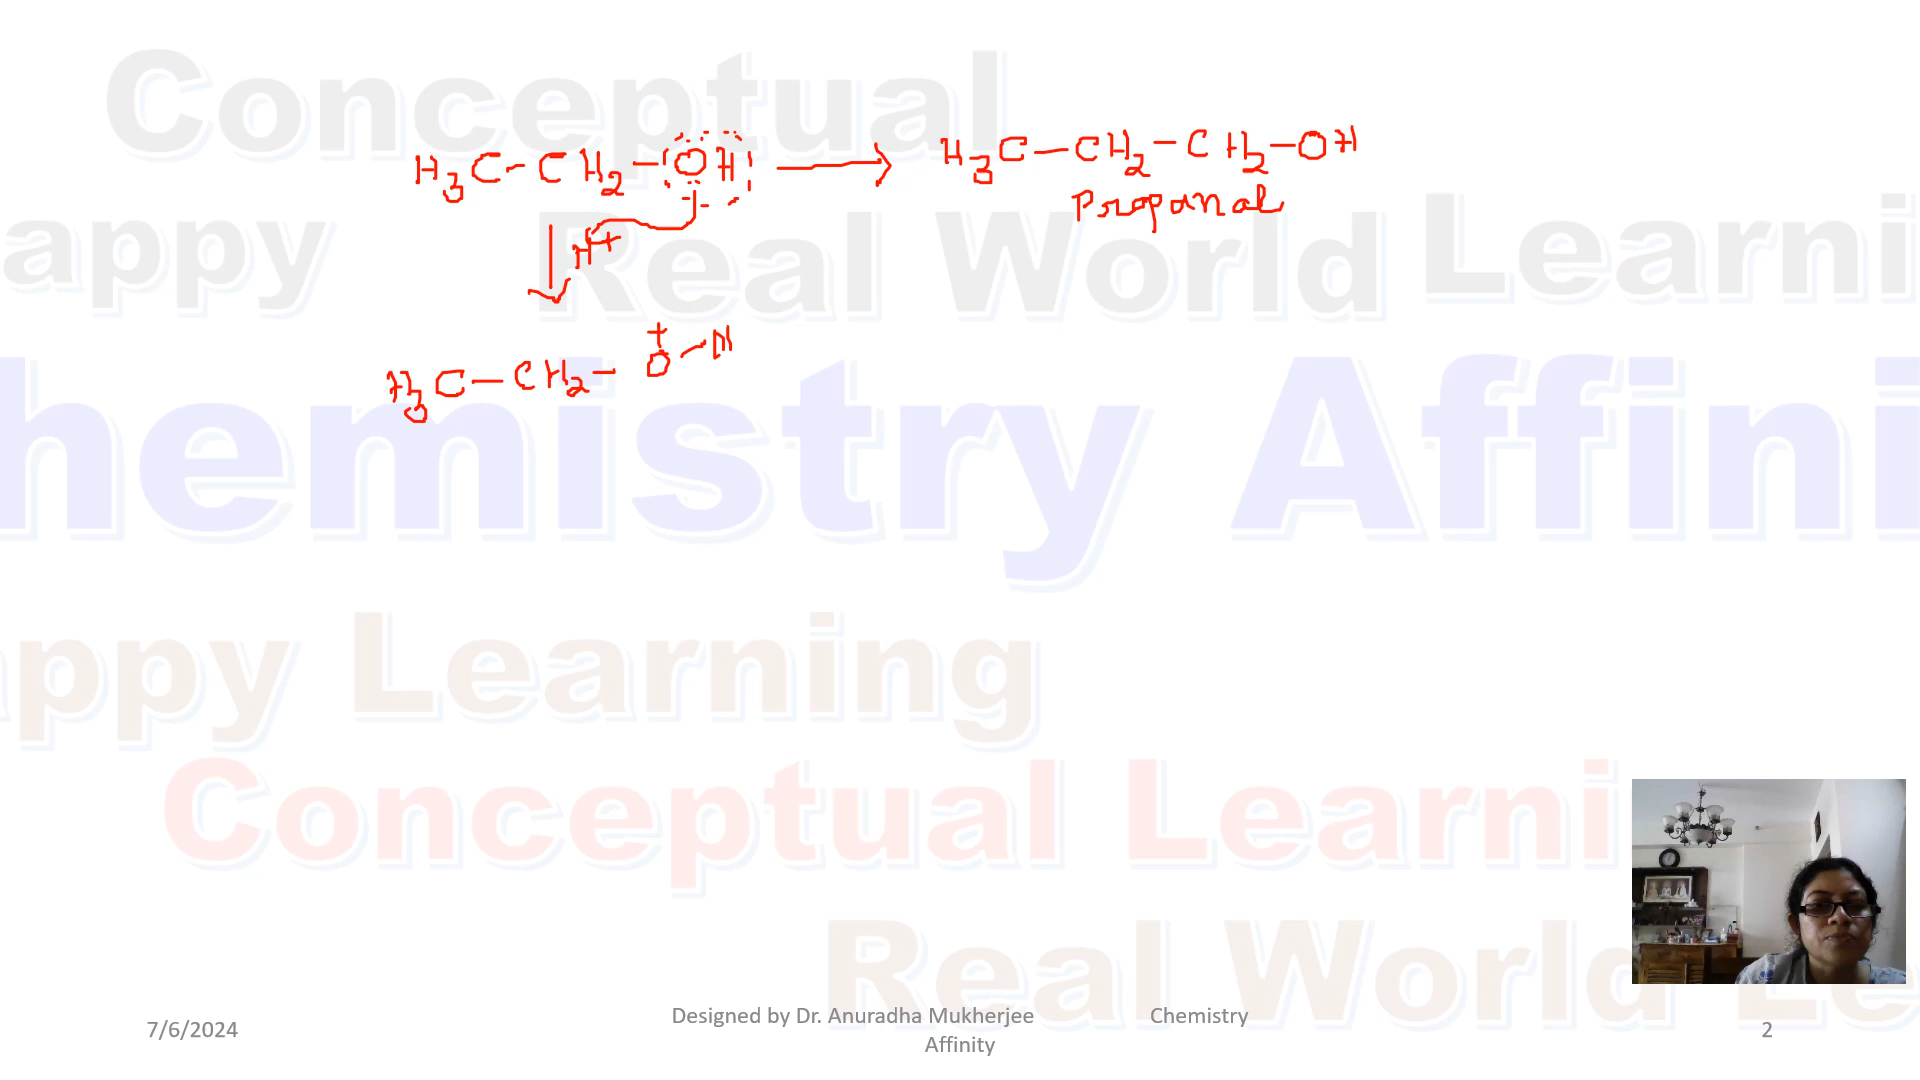 Conceptual
H3C-CH2-OH → H3C-CH2-CH2-OH
Propanol
appy Real World Learni
H+
H3C-CH2-O+-H
hemistry Affini
appy Learning
Conceptual Learni
Real World Le
7/6/2024
Designed by Dr. Anuradha Mukherjee Chemistry
Affinity
2